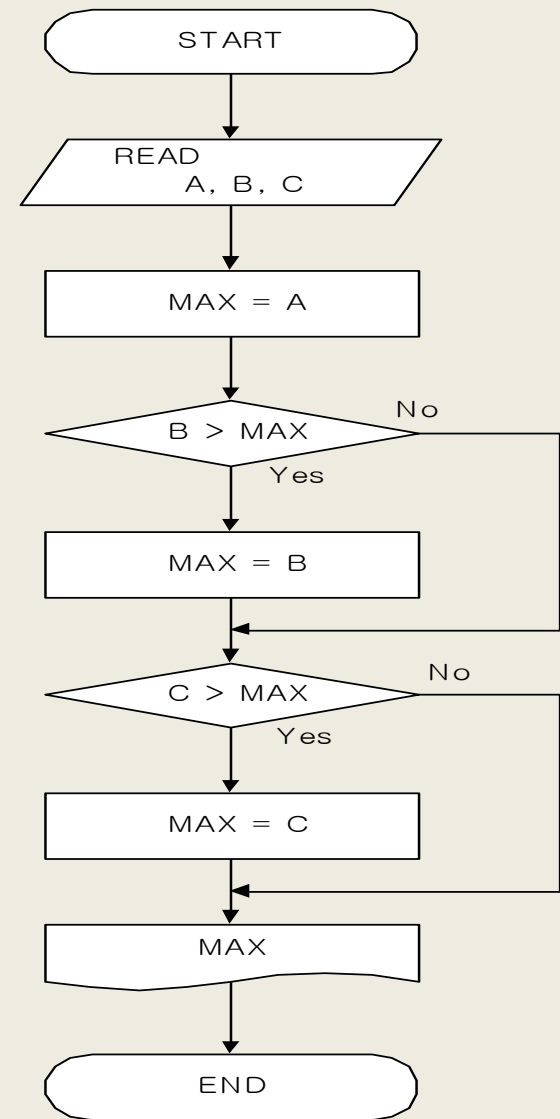 START
READ
A, B, C
MAX = A
B > MAX
No
Yes
MAX = B
C > MAX
No
Yes
MAX = C
MAX
END